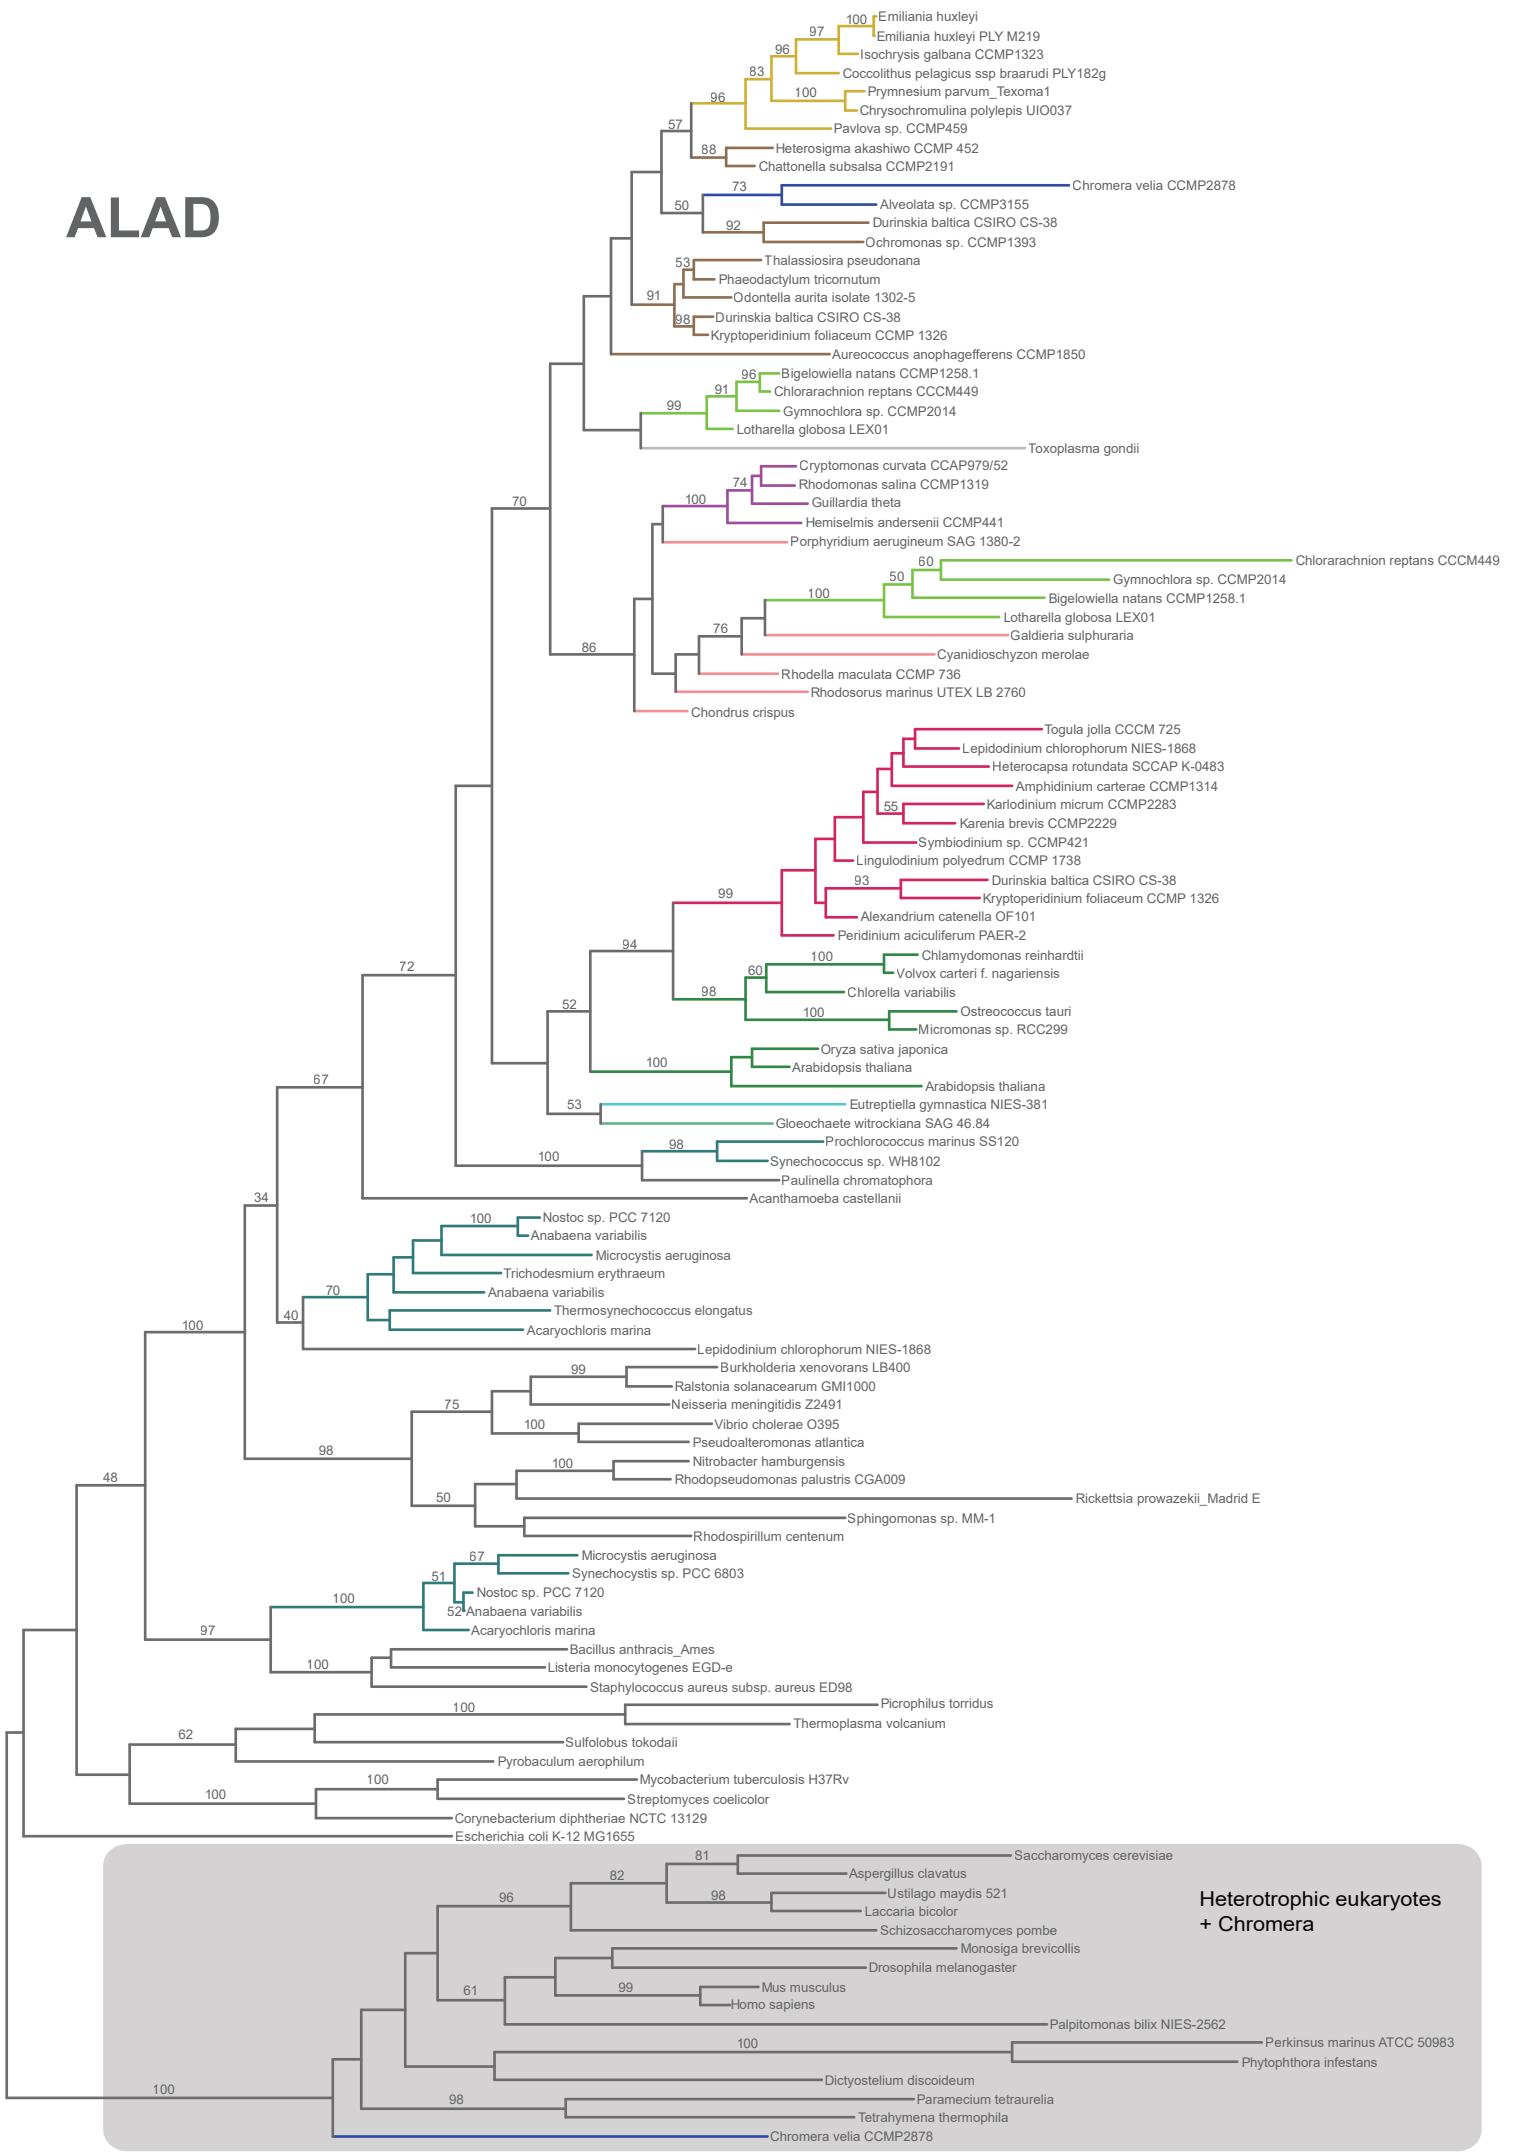 100
Emiliania huxleyi
97
Emiliania huxleyi PLY M219
96
Isochrysis galbana CCMP1323
83
Coccolithus pelagicus ssp braarudi PLY182g
96
100
Prymnesium parvum_Texoma1
Chrysochromulina polylepis UIO037
57
Pavlova sp. CCMP459
88
Heterosigma akashiwo CCMP 452
Chattonella subsalsa CCMP2191
ALAD
73
Chromera velia CCMP2878
50
Alveolata sp. CCMP3155
92
Durinskia baltica CSIRO CS-38
Ochromonas sp. CCMP1393
53
Thalassiosira pseudonana
Phaeodactylum tricornutum
91
Odontella aurita isolate 1302-5
98
Durinskia baltica CSIRO CS-38
Kryptoperidinium foliaceum CCMP 1326
Aureococcus anophagefferens CCMP1850
96
Bigelowiella natans CCMP1258.1
91
Chlorarachnion reptans CCCM449
99
Gymnochlora sp. CCMP2014
Lotharella globosa LEX01
Toxoplasma gondii
Cryptomonas curvata CCAP979/52
74
Rhodomonas salina CCMP1319
70
100
Guillardia theta
Hemiselmis andersenii CCMP441
Porphyridium aerugineum SAG 1380-2
60
Chlorarachnion reptans CCCM449
50
Gymnochlora sp. CCMP2014
100
Bigelowiella natans CCMP1258.1
Lotharella globosa LEX01
76
Galdieria sulphuraria
86
Cyanidioschyzon merolae
Rhodella maculata CCMP 736
Rhodosorus marinus UTEX LB 2760
Chondrus crispus
Togula jolla CCCM 725
Lepidodinium chlorophorum NIES-1868
Heterocapsa rotundata SCCAP K-0483
Amphidinium carterae CCMP1314
55
Karlodinium micrum CCMP2283
Karenia brevis CCMP2229
Symbiodinium sp. CCMP421
Lingulodinium polyedrum CCMP 1738
93
Durinskia baltica CSIRO CS-38
99
Kryptoperidinium foliaceum CCMP 1326
Alexandrium catenella OF101
Peridinium aciculiferum PAER-2
94
100
Chlamydomonas reinhardtii
72
60
Volvox carteri f. nagariensis
98
Chlorella variabilis
52
100
Ostreococcus tauri
Micromonas sp. RCC299
Oryza sativa japonica
100
Arabidopsis thaliana
67
Arabidopsis thaliana
53
Eutreptiella gymnastica NIES-381
Gloeochaete witrockiana SAG 46.84
98
Prochlorococcus marinus SS120
100
Synechococcus sp. WH8102
Paulinella chromatophora
34
Acanthamoeba castellanii
100
Nostoc sp. PCC 7120
Anabaena variabilis
Microcystis aeruginosa
Trichodesmium erythraeum
70
Anabaena variabilis
40
Thermosynechococcus elongatus
100
Acaryochloris marina
Lepidodinium chlorophorum NIES-1868
99
Burkholderia xenovorans LB400
Ralstonia solanacearum GMI1000
75
Neisseria meningitidis Z2491
100
Vibrio cholerae O395
98
Pseudoalteromonas atlantica
100
Nitrobacter hamburgensis
48
Rhodopseudomonas palustris CGA009
50
Rickettsia prowazekii_Madrid E
Sphingomonas sp. MM-1
Rhodospirillum centenum
67
Microcystis aeruginosa
51
Synechocystis sp. PCC 6803
100
Nostoc sp. PCC 7120
52
Anabaena variabilis
97
Acaryochloris marina
Bacillus anthracis_Ames
100
Listeria monocytogenes EGD-e
Staphylococcus aureus subsp. aureus ED98
100
Picrophilus torridus
Thermoplasma volcanium
62
Sulfolobus tokodaii
Pyrobaculum aerophilum
100
Mycobacterium tuberculosis H37Rv
100
Streptomyces coelicolor
Corynebacterium diphtheriae NCTC 13129
Escherichia coli K-12 MG1655
81
Saccharomyces cerevisiae
82
Aspergillus clavatus
96
98
Ustilago maydis 521
Heterotrophic eukaryotes
+ Chromera
Laccaria bicolor
Schizosaccharomyces pombe
Monosiga brevicollis
Drosophila melanogaster
61
99
Mus musculus
Homo sapiens
Palpitomonas bilix NIES-2562
100
Perkinsus marinus ATCC 50983
Phytophthora infestans
100
Dictyostelium discoideum
98
Paramecium tetraurelia
Tetrahymena thermophila
Chromera velia CCMP2878